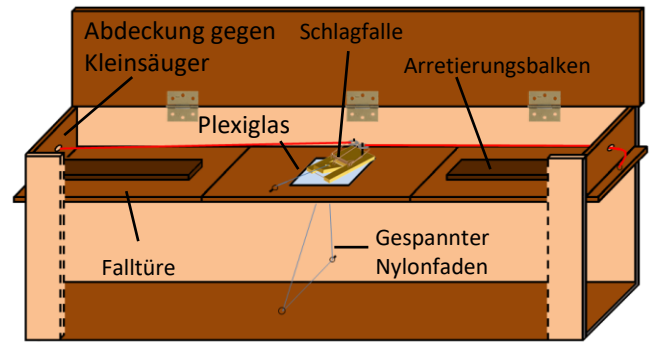 Abdeckung gegen
Kleinsäuger
Schlagfalle
Arretierungsbalken
Plexiglas
Falltüre
Gespannter
Nylonfaden